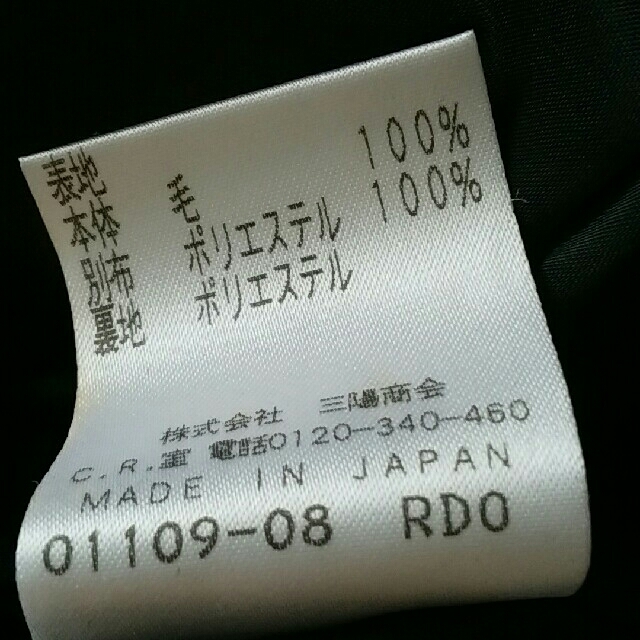 表地
本体 毛 100%
別布 ポリエステル 100%
裏地 ポリエステル
株式会社 三陽商会
C.R.室 電話0120-340-460
MADE IN JAPAN
01109-08 RDO